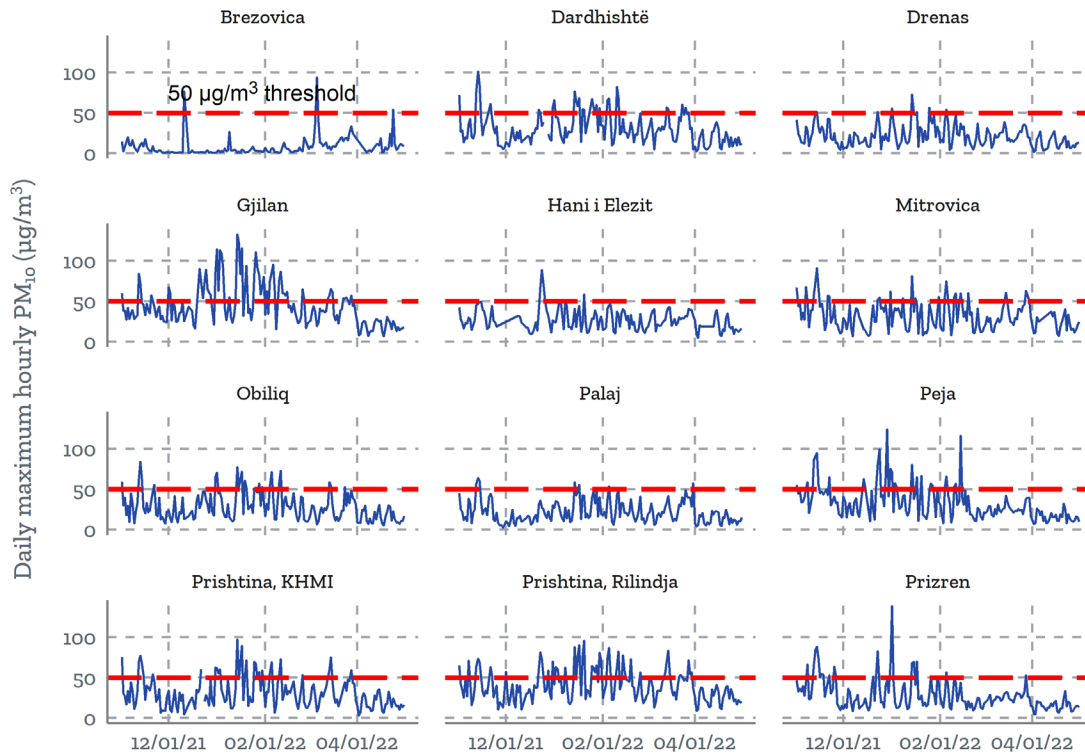 Brezovica Dardhishtë Drenas
100
50 µg/m³ threshold
50
0
Gjilan Hani i Elezit Mitrovica
100
50
0
Daily maximum hourly PM₁₀ (µg/m³)
Obiliq Palaj Peja
100
50
0
Prishtina, KHMI Prishtina, Rilindja Prizren
100
50
0
12/01/21 02/01/22 04/01/22 12/01/21 02/01/22 04/01/22 12/01/21 02/01/22 04/01/22